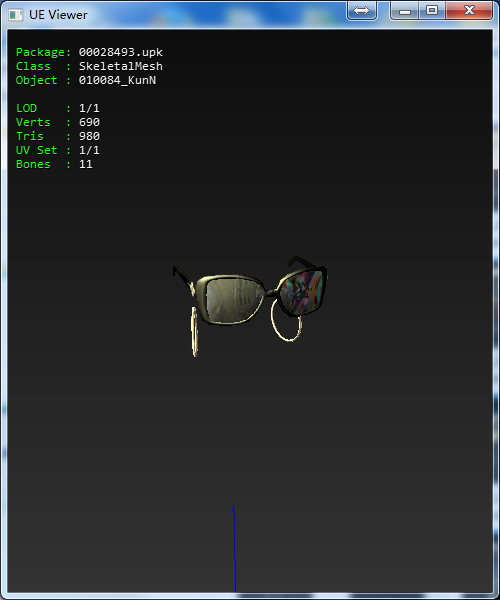 UE Viewer
Package: 00028493.upk
Class : SkeletalMesh
Object : 010084_KunN
LOD : 1/1
Verts : 690
Tris : 980
UV Set : 1/1
Bones : 11